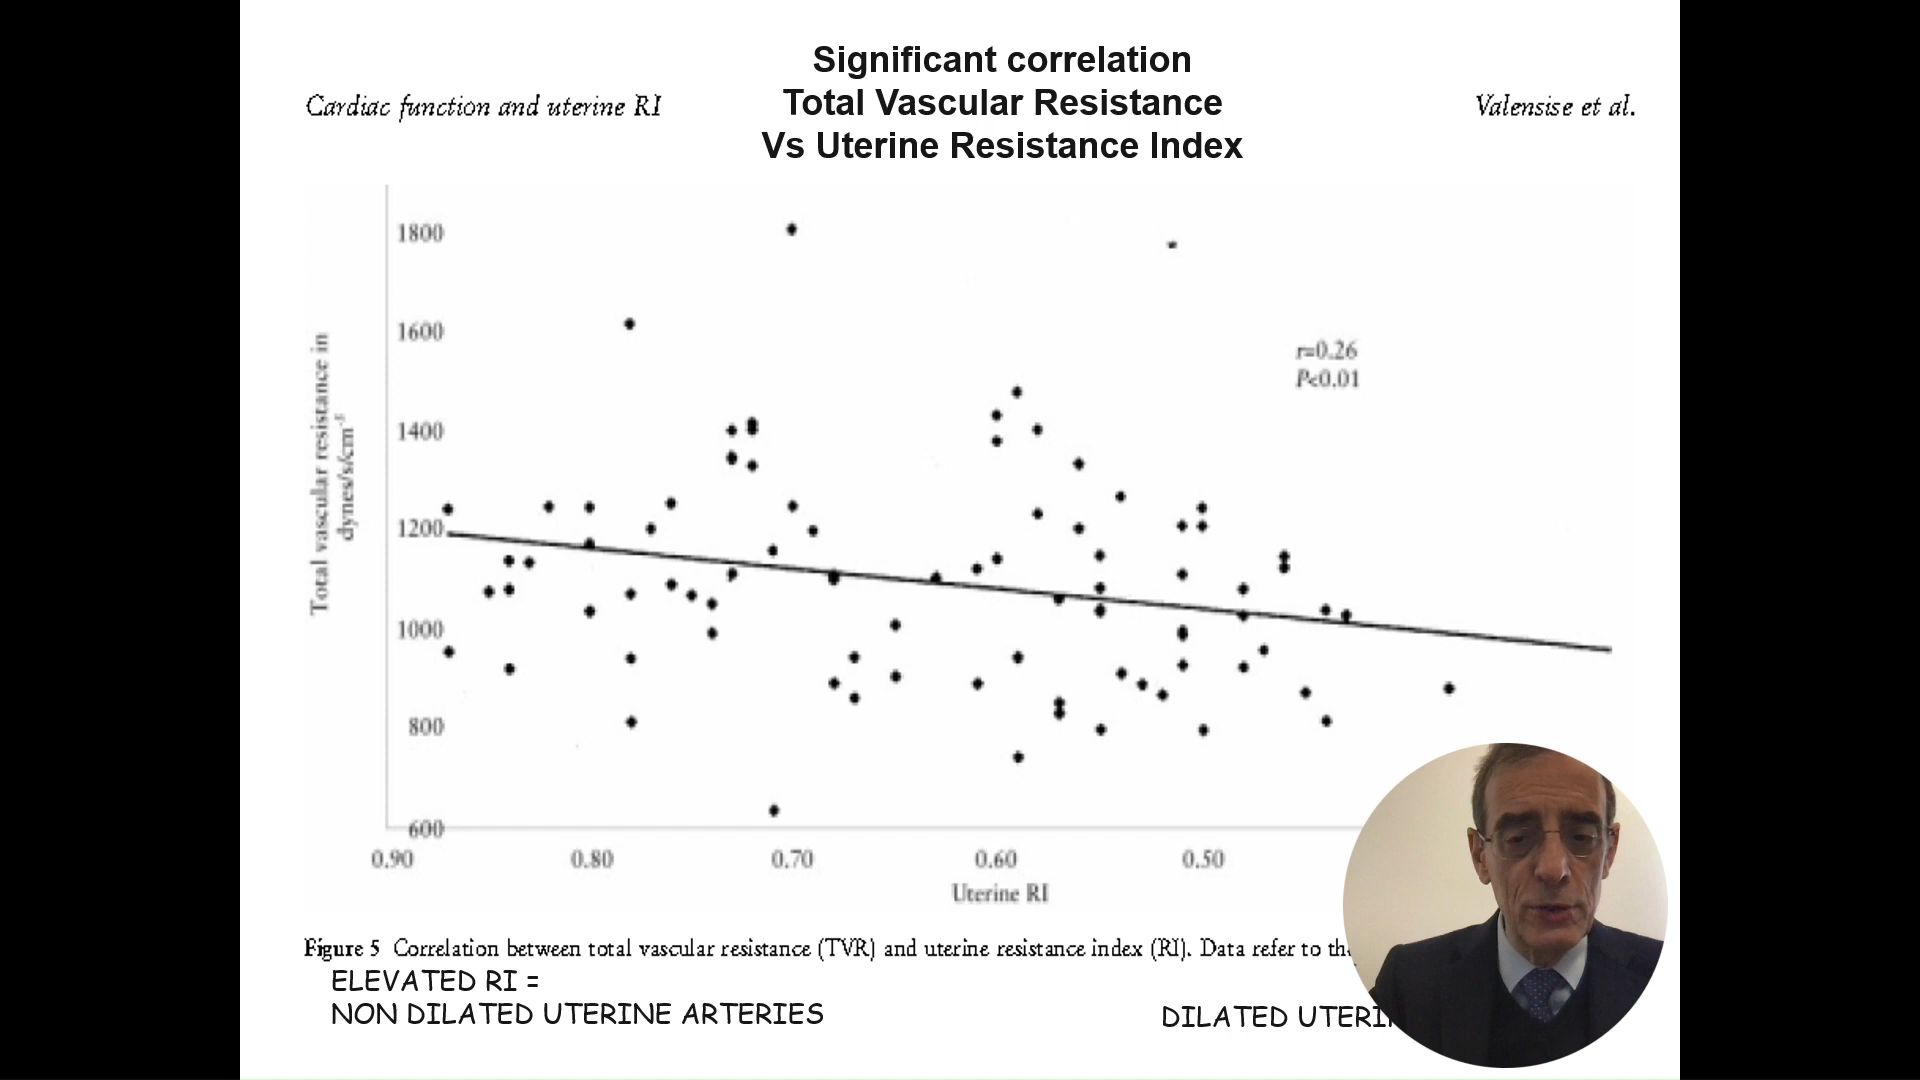 Significant correlation
Total Vascular Resistance
Vs Uterine Resistance Index
Cardiac function and uterine RI
Valensise et al.
Total vascular resistance in
dynes/s/cm⁻⁵
1800
1600
1400
1200
1000
800
600
r=0.26
P<0.01
0.90 0.80 0.70 0.60 0.50
Uterine RI
Figure 5 Correlation between total vascular resistance (TVR) and uterine resistance index (RI). Data refer to
ELEVATED RI =
NON DILATED UTERINE ARTERIES
DILATED